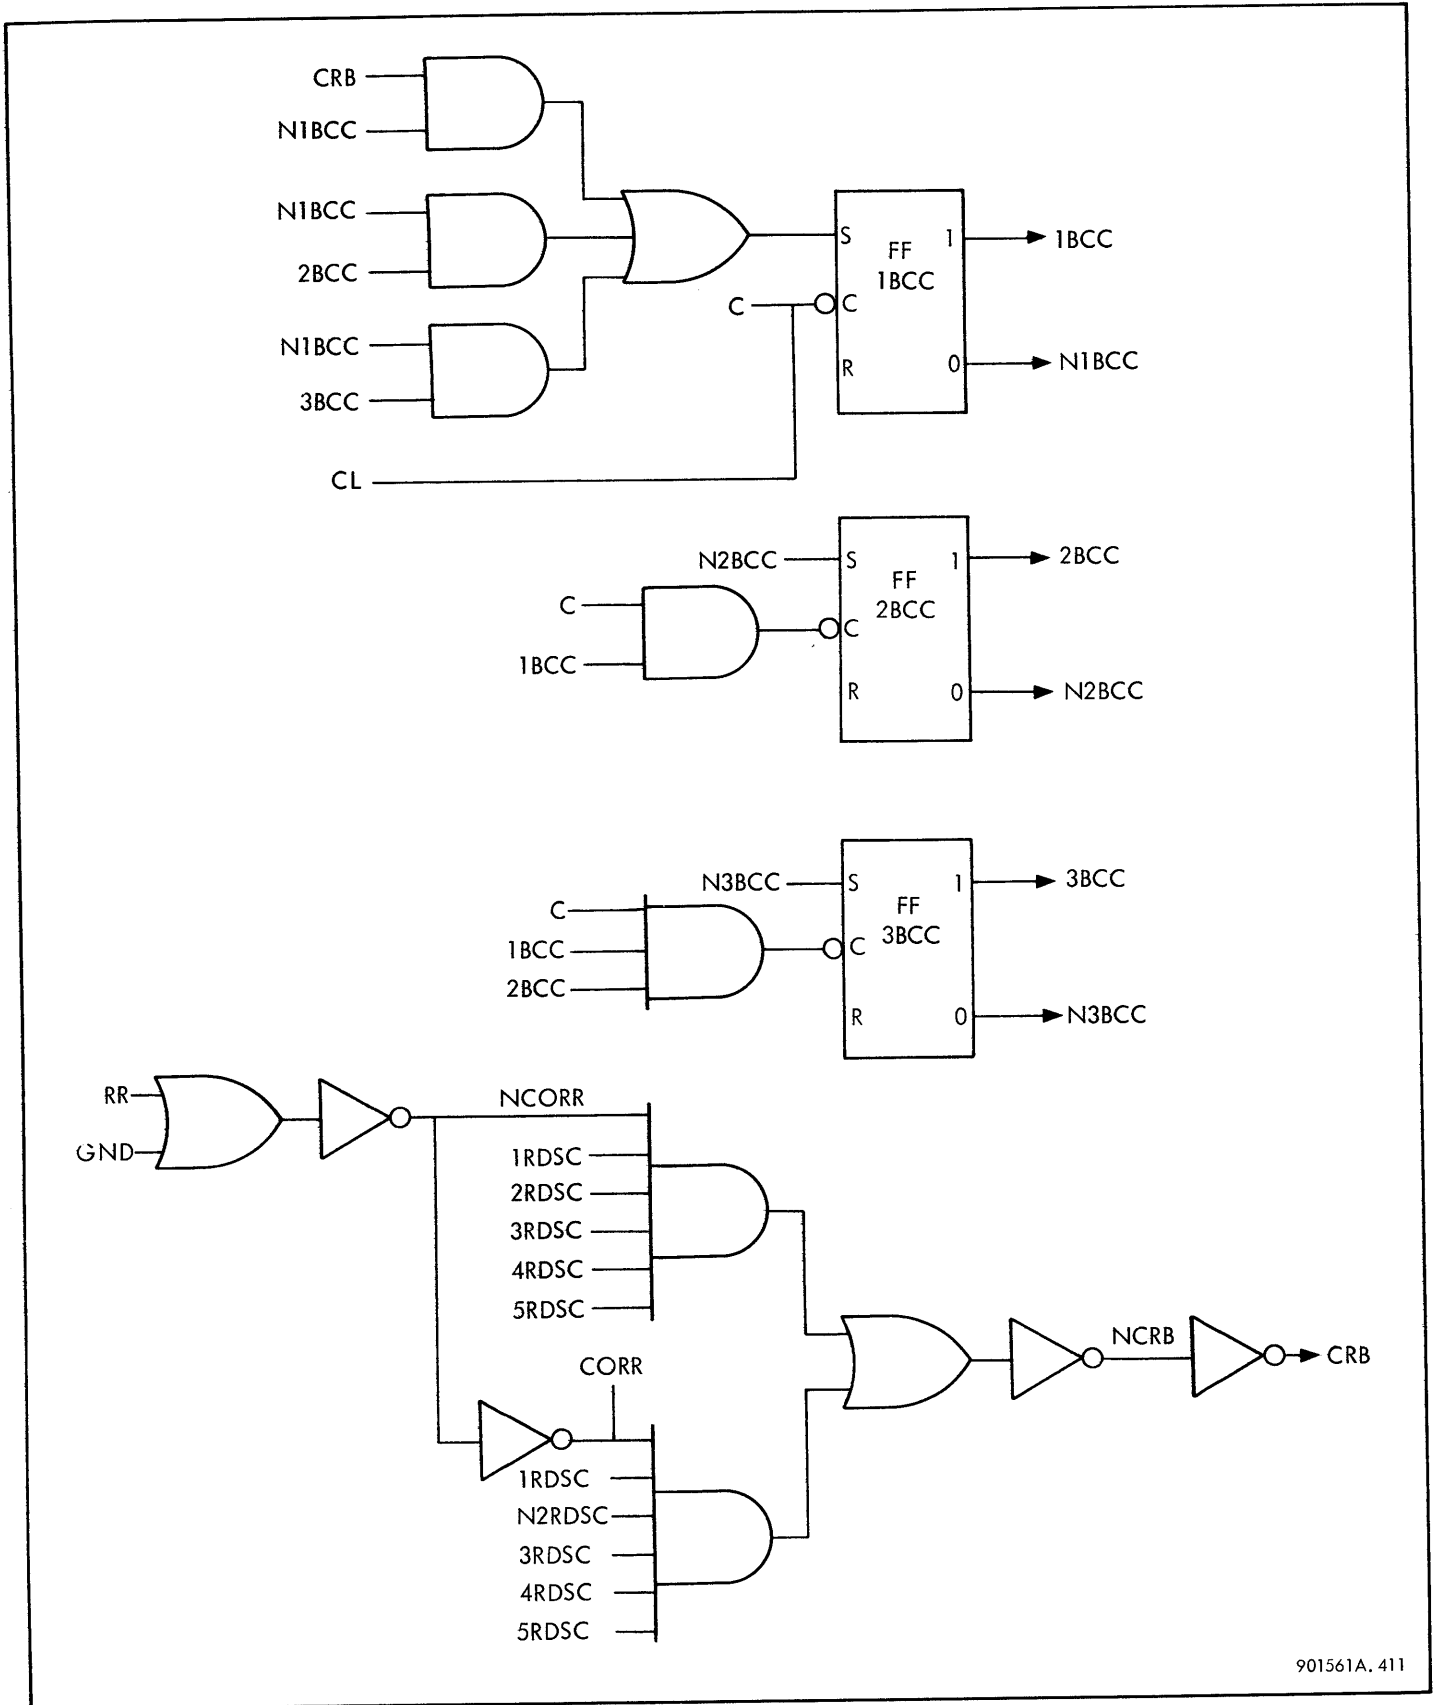 CRB
N1BCC
N1BCC
2BCC
N1BCC
3BCC
CL
C
S
C
R
FF
1BCC
1
0
1BCC
N1BCC
N2BCC
C
1BCC
S
C
R
FF
2BCC
1
0
2BCC
N2BCC
N3BCC
C
1BCC
2BCC
S
C
R
FF
3BCC
1
0
3BCC
N3BCC
RR
GND
NCORR
1RDSC
2RDSC
3RDSC
4RDSC
5RDSC
CORR
1RDSC
N2RDSC
3RDSC
4RDSC
5RDSC
NCRB
CRB
901561A. 411